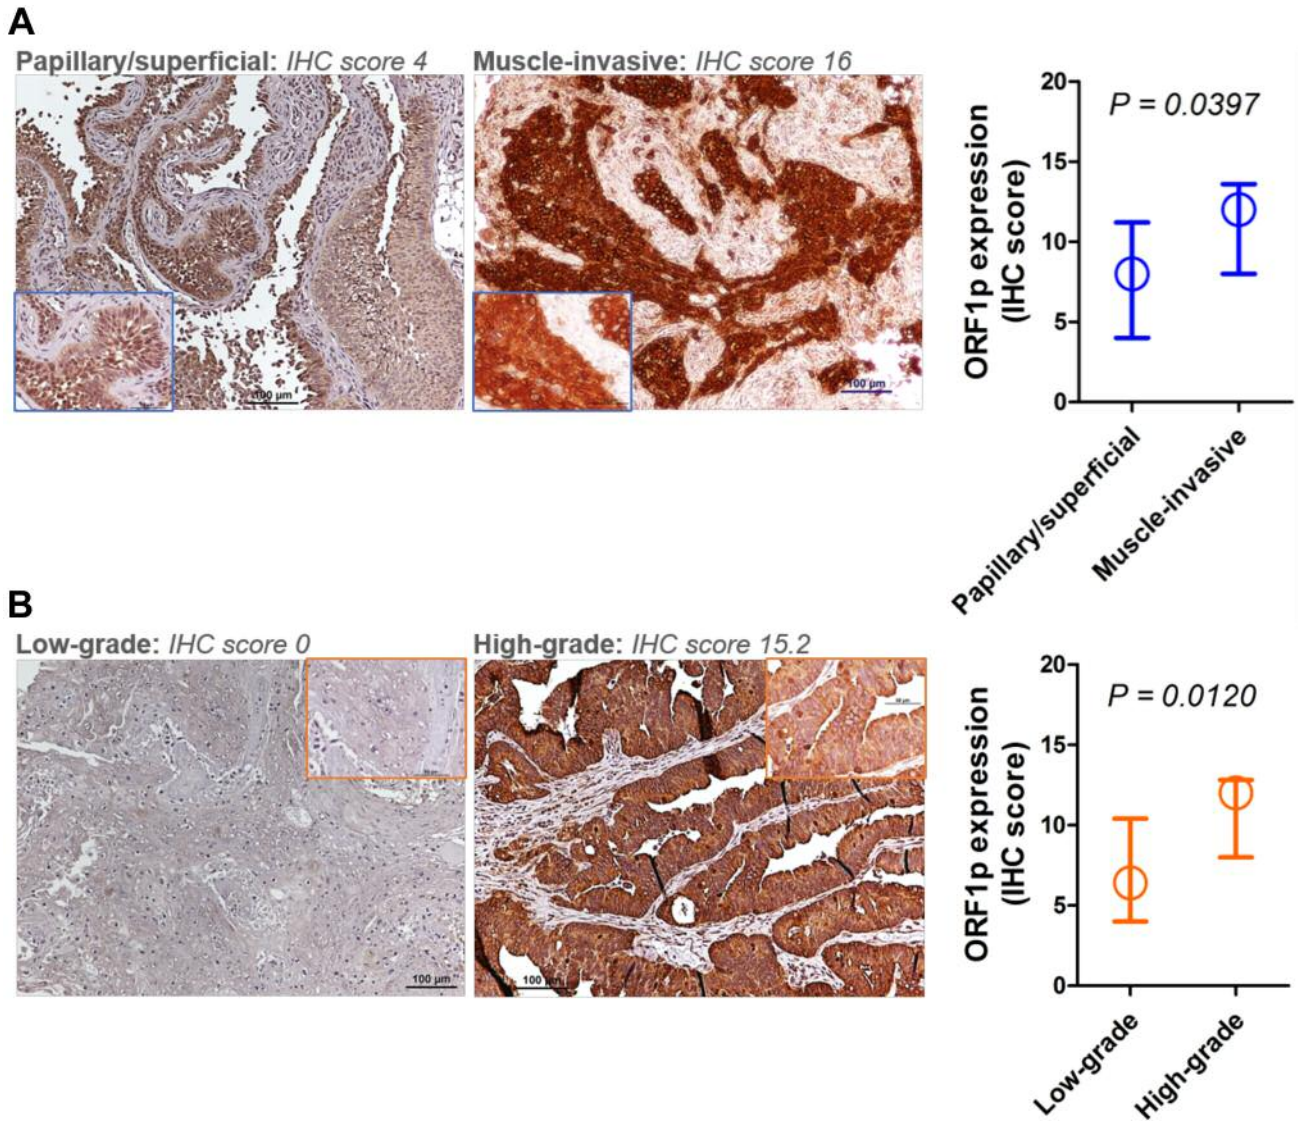 A
Papillary/superficial: IHC score 4
Muscle-invasive: IHC score 16
100 µm
100 µm
ORF1p expression
(IHC score)
20
15
10
5
0
P = 0.0397
Papillary/superficial
Muscle-invasive
B
Low-grade: IHC score 0
High-grade: IHC score 15.2
100 µm
100 µm
ORF1p expression
(IHC score)
20
15
10
5
0
P = 0.0120
Low-grade
High-grade